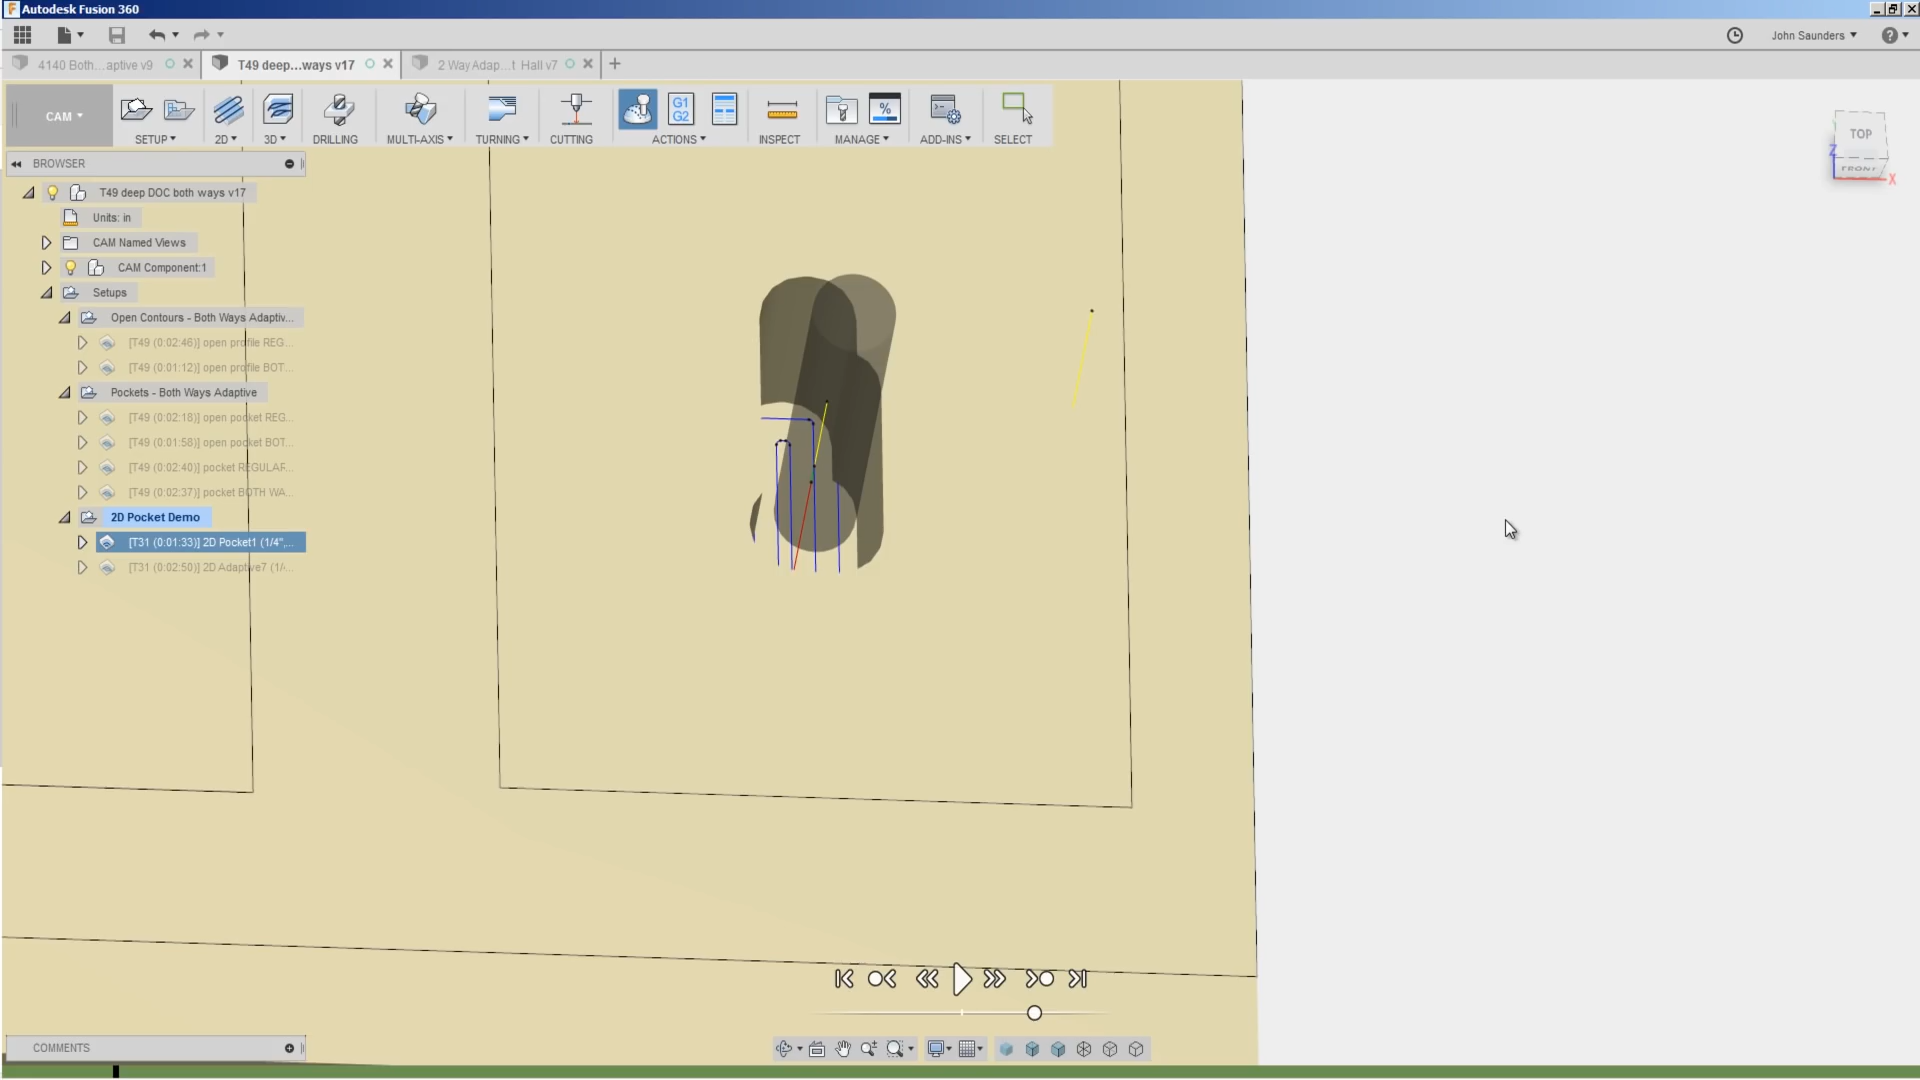 Autodesk Fusion 360
John Saunders
4140 Both...aptive v9
T49 deep...ways v17
2 Way Adap...t Hall v7
CAM
SETUP
2D
3D
DRILLING
MULTI-AXIS
TURNING
CUTTING
G1
G2
ACTIONS
INSPECT
%
MANAGE
ADD-INS
SELECT
TOP
FRONT
Z
X
BROWSER
T49 deep DOC both ways v17
Units: in
CAM Named Views
CAM Component:1
Setups
Open Contours - Both Ways Adaptiv...
[T49 (0:02:46)] open profile REG...
[T49 (0:01:12)] open profile BOT...
Pockets - Both Ways Adaptive
[T49 (0:02:18)] open pocket REG...
[T49 (0:01:58)] open pocket BOT...
[T49 (0:02:40)] pocket REGULAR...
[T49 (0:02:37)] pocket BOTH WA...
2D Pocket Demo
[T31 (0:01:33)] 2D Pocket1 (1/4",...
[T31 (0:02:50)] 2D Adaptive7 (1/...
COMMENTS